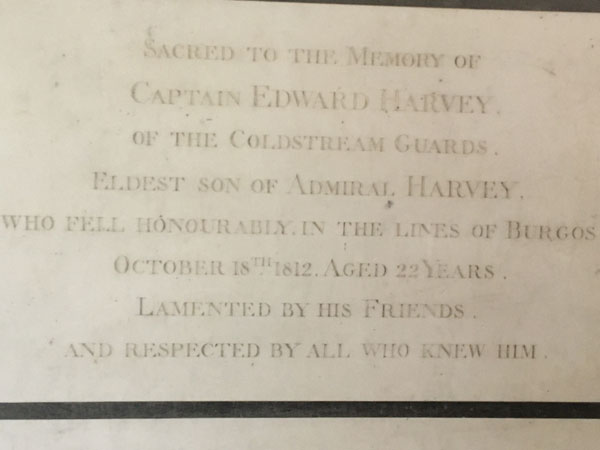 SACRED TO THE MEMORY OF
CAPTAIN EDWARD HARVEY.
OF THE COLDSTREAM GUARDS.
ELDEST SON OF ADMIRAL HARVEY,
WHO FELL HONOURABLY, IN THE LINES OF BURGOS
OCTOBER 18TH 1812. AGED 22 YEARS.
LAMENTED BY HIS FRIENDS.
AND RESPECTED BY ALL WHO KNEW HIM.